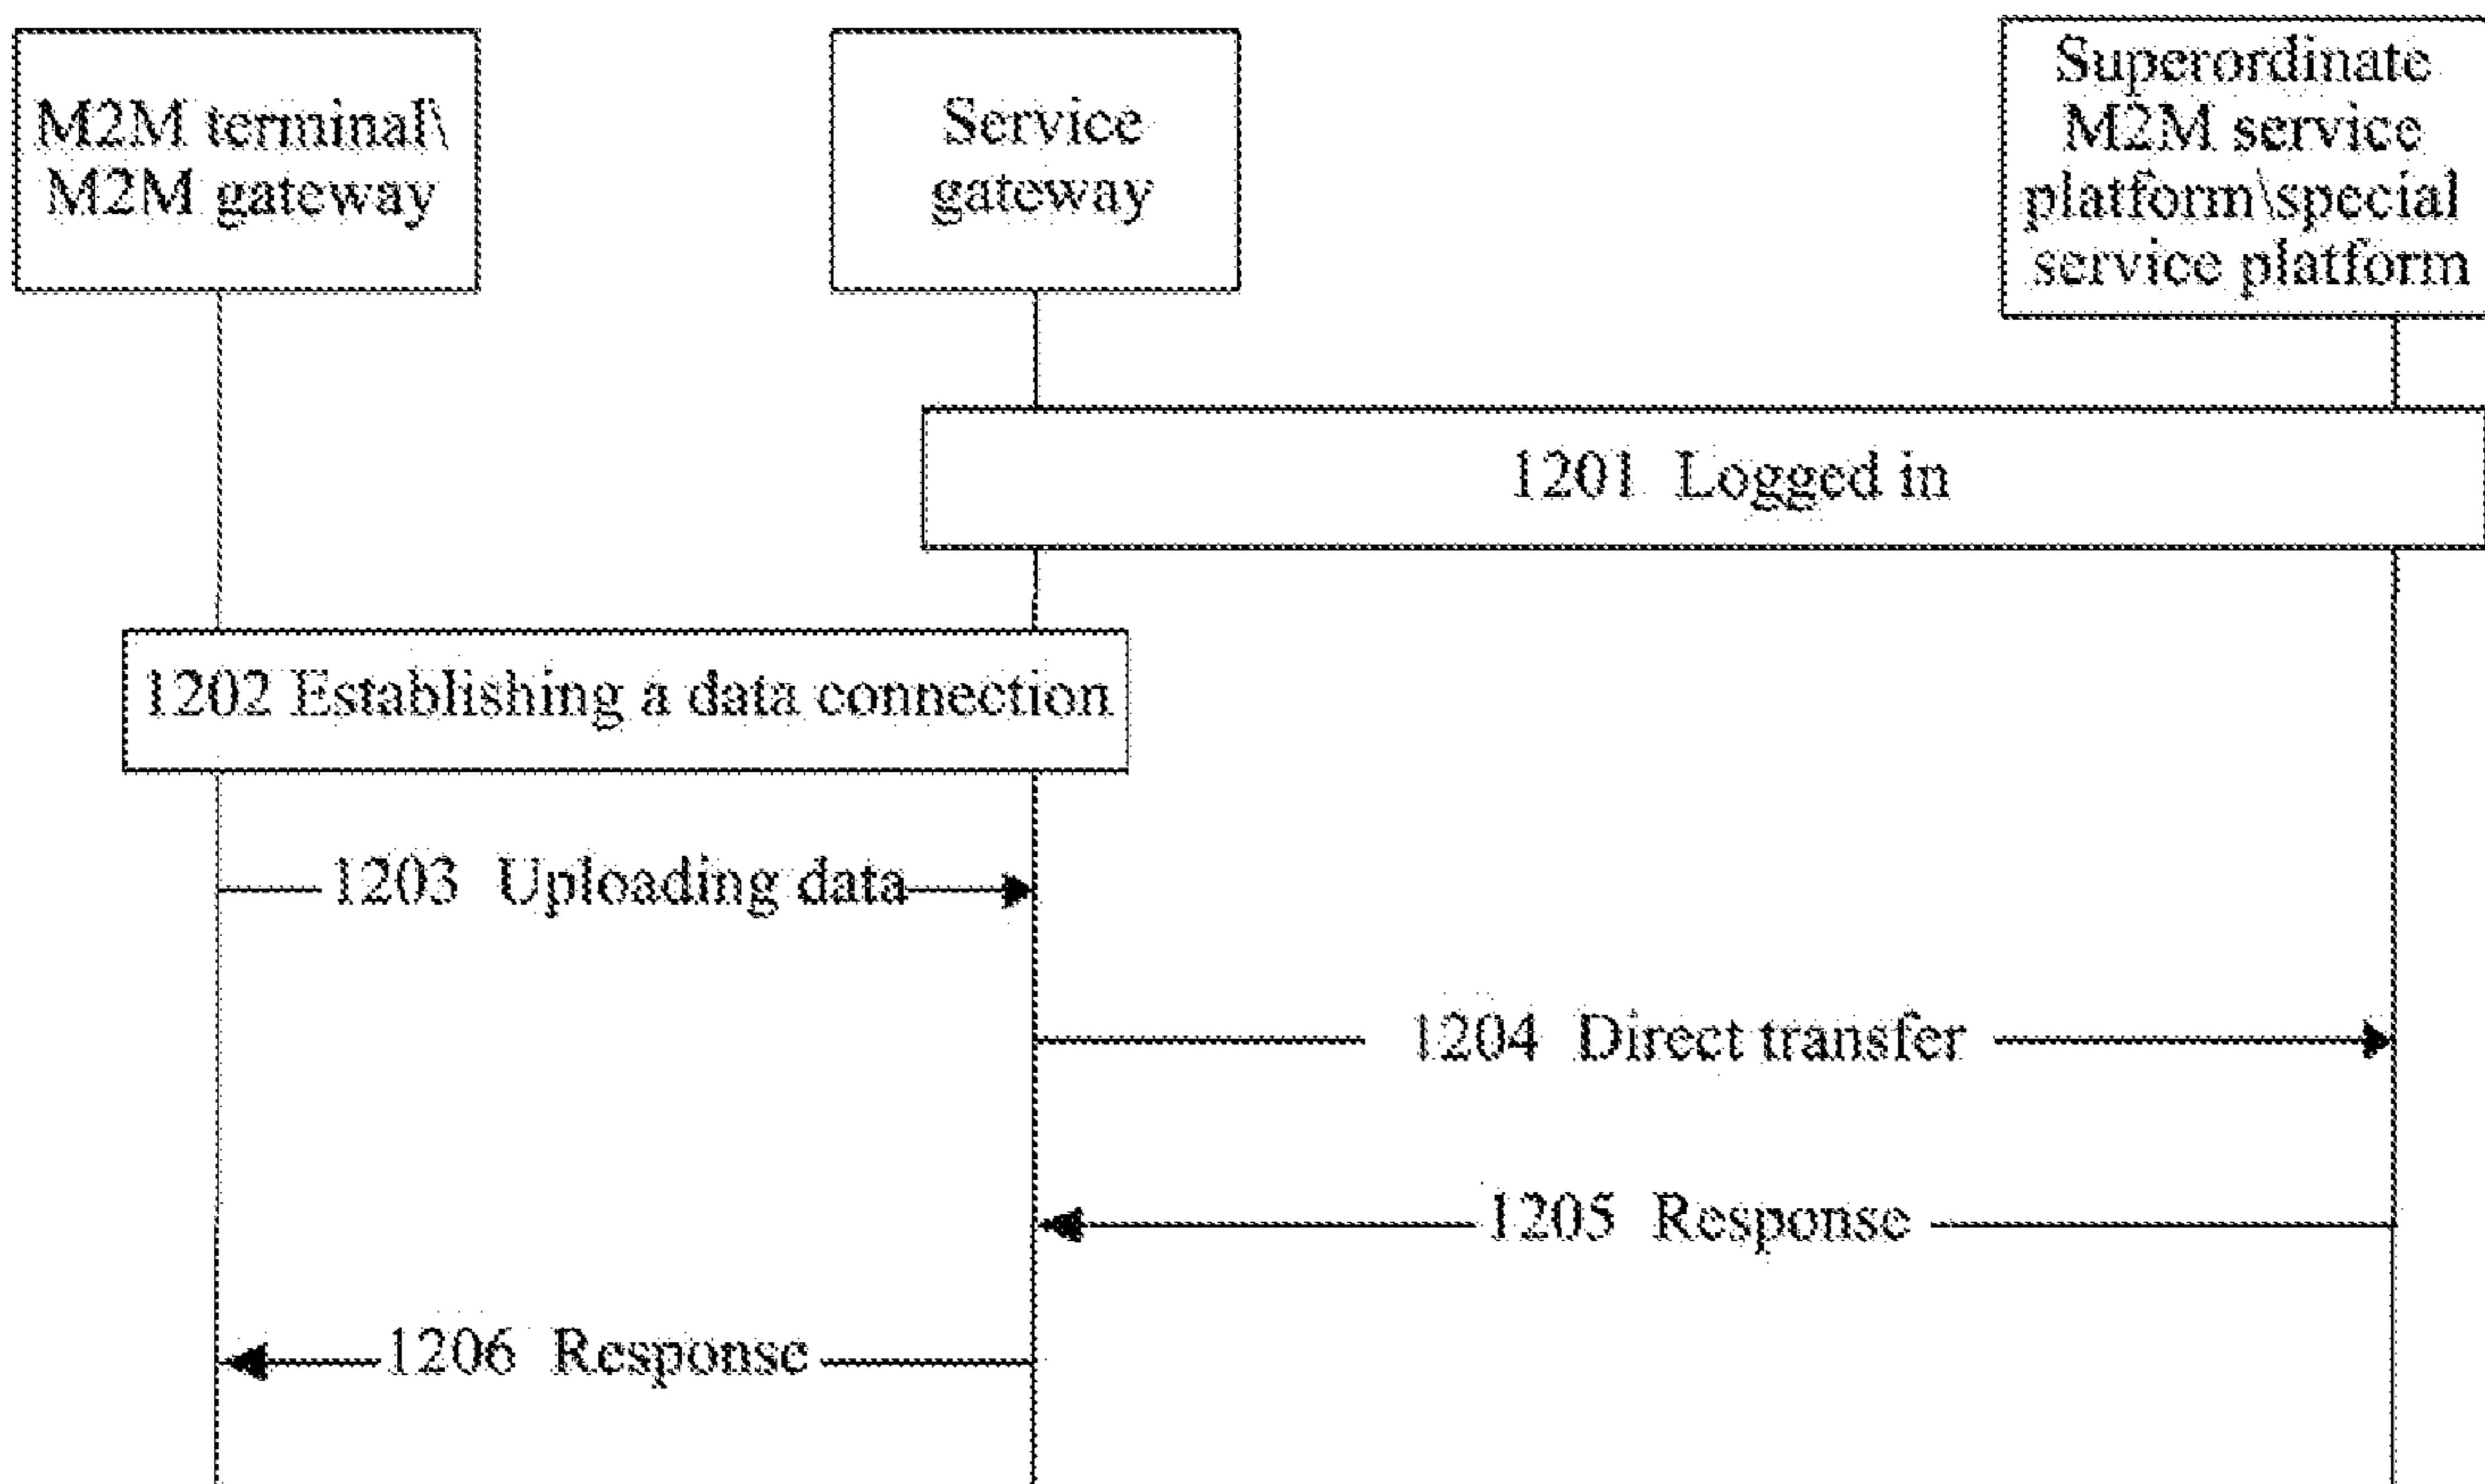 M2M terminal\
M2M gateway
Service
gateway
Superordinate
M2M service
platform\special
service platform
1201 Logged in
1202 Establishing a data connection
1203 Uploading data
1204 Direct transfer
1205 Response
1206 Response